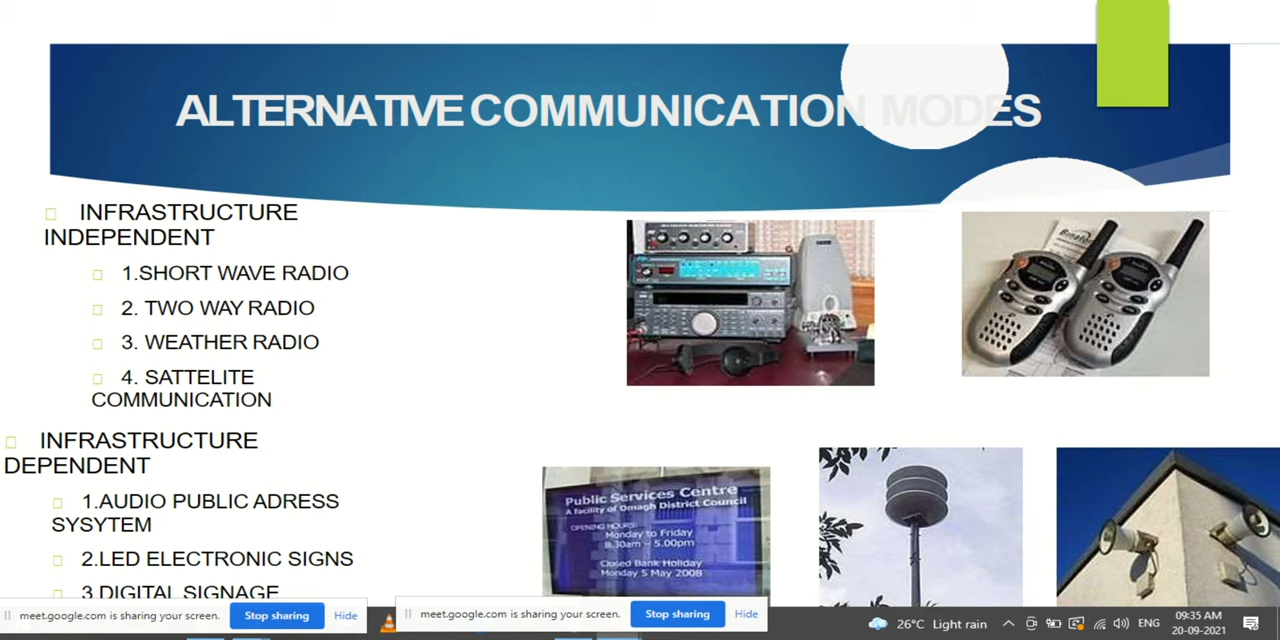 ALTERNATIVE COMMUNICATION MODES
INFRASTRUCTURE
INDEPENDENT
1.SHORT WAVE RADIO
2. TWO WAY RADIO
3. WEATHER RADIO
4. SATTELITE
COMMUNICATION
INFRASTRUCTURE
DEPENDENT
1.AUDIO PUBLIC ADRESS
SYSYTEM
2.LED ELECTRONIC SIGNS
3.DIGITAL SIGNAGE
Binatone
Public Services Centre
A facility of Omagh District Council
OPENING HOURS:
Monday to Friday
8.30am - 5.00pm
Closed Bank Holiday
Monday 5 May 2008
meet.google.com is sharing your screen. Stop sharing Hide
meet.google.com is sharing your screen. Stop sharing Hide
26°C Light rain ENG 09:35 AM
20-09-2021